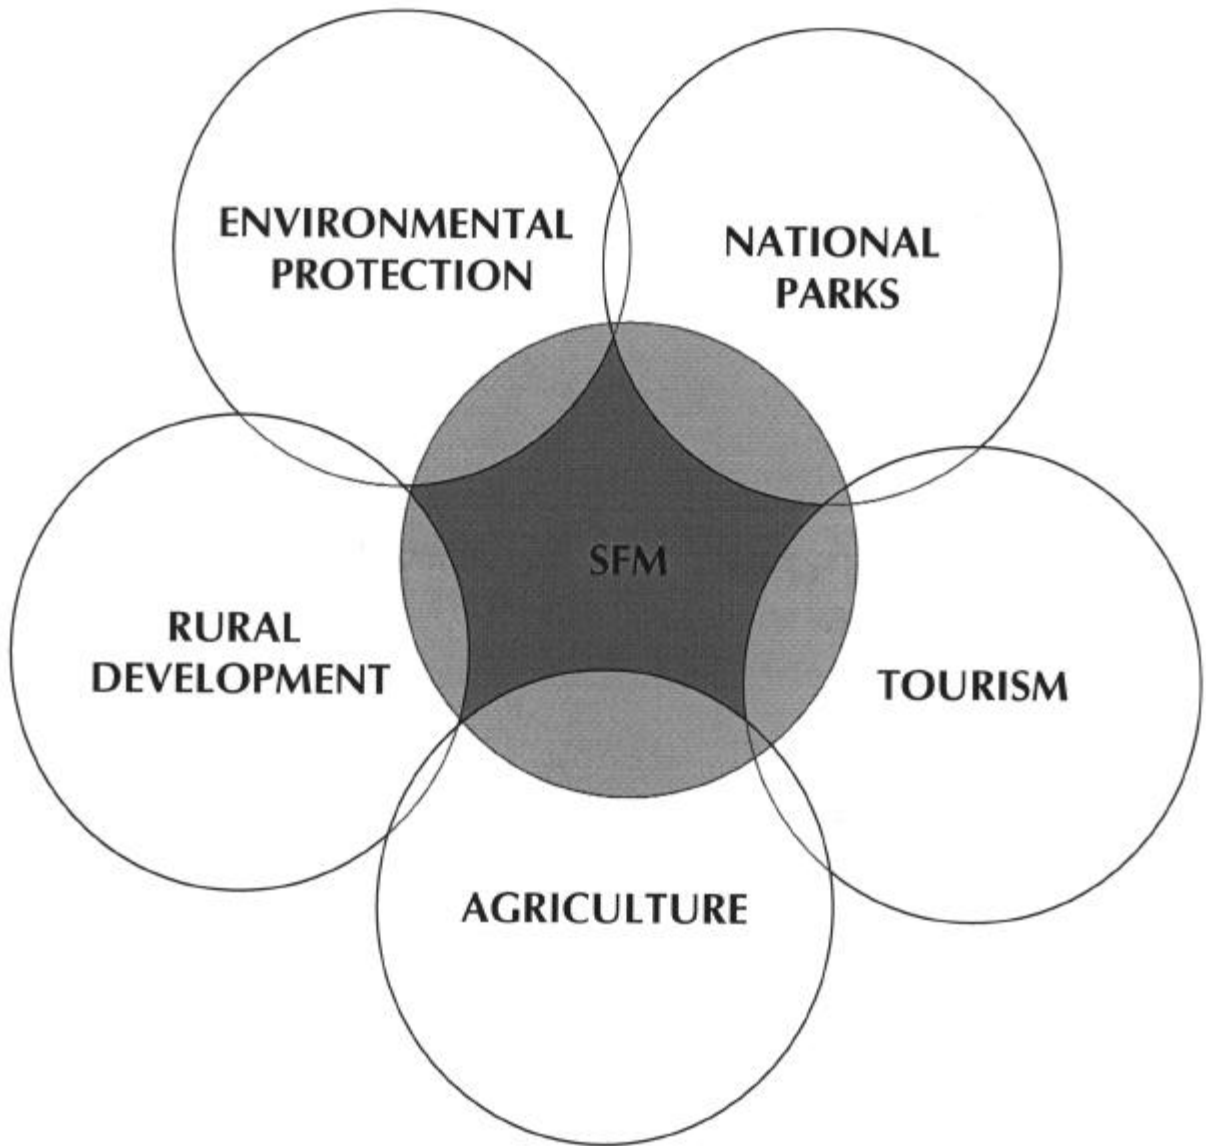 ENVIRONMENTAL
PROTECTION
NATIONAL
PARKS
SFM
RURAL
DEVELOPMENT
TOURISM
AGRICULTURE